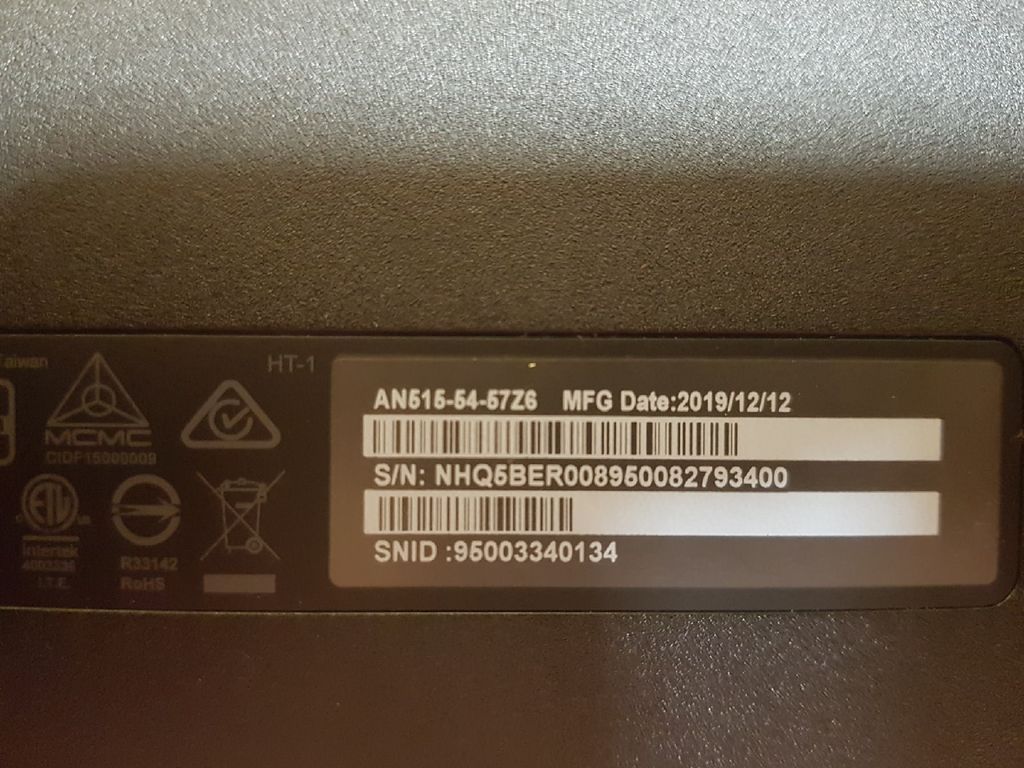 Taiwan
HT-1
MCMC
CIDF15000009
Intertek
4003336
I.T.E.
R33142
RoHS
AN515-54-57Z6 MFG Date:2019/12/12
S/N: NHQ5BER008950082793400
SNID :95003340134